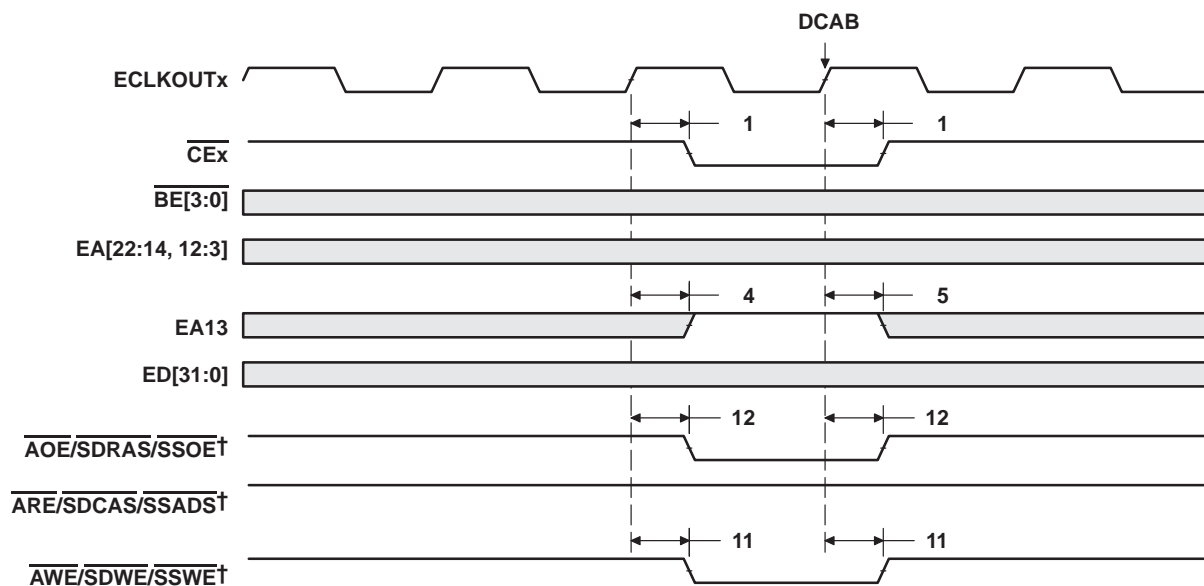 DCAB
ECLKOUTx
1 1
CEx
BE[3:0]
EA[22:14, 12:3]
4 5
EA13
ED[31:0]
12 12
AOE/SDRAS/SSOE†
ARE/SDCAS/SSADS†
11 11
AWE/SDWE/SSWE†